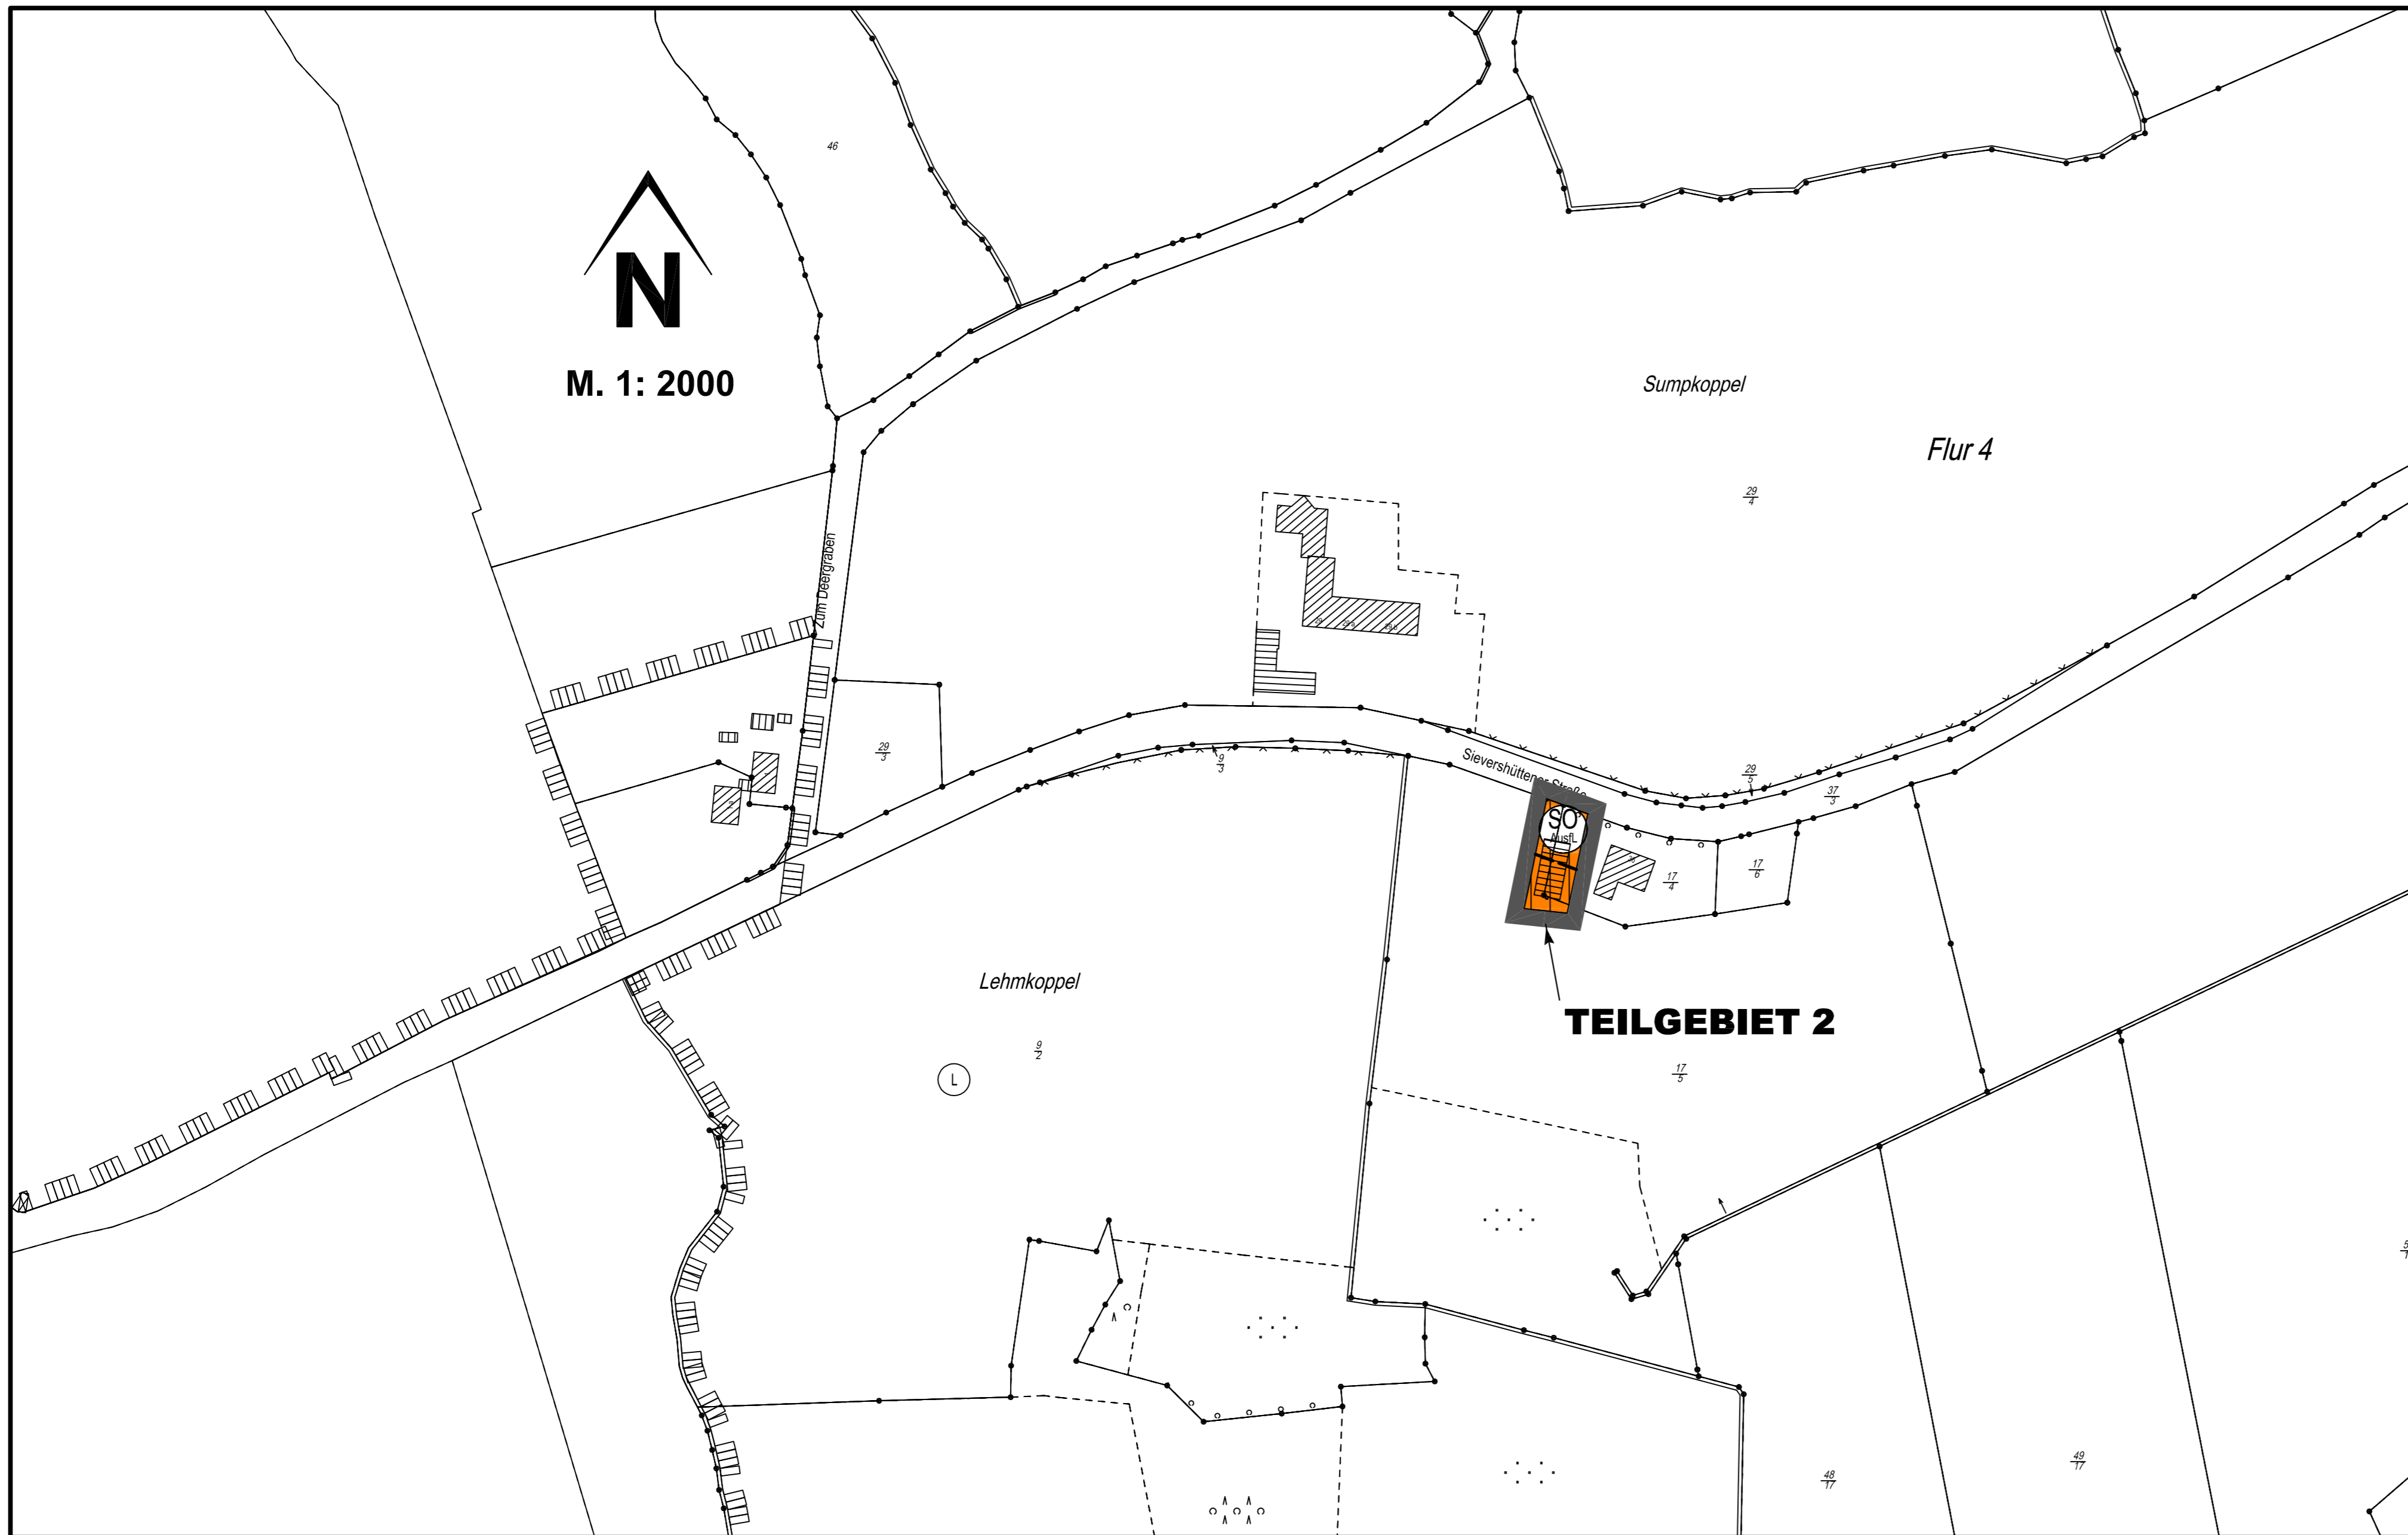 46
N
M. 1: 2000
Sumpkoppel
Flur 4
29
4
Zum Deergraben
29
3
9
3
Sievershüttener Straße
29
5
37
3
SO
Ausfl.
17
4
17
6
Lehmkoppel
TEILGEBIET 2
9
2
L
17
5
48
17
49
17